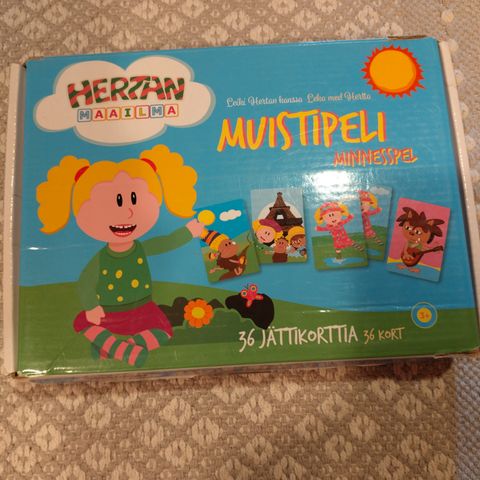 HERTAN
MAAILMA
Leiki Hertan kanssa Leka med Hertta
MUISTIPELI
MINNESSPEL
36 JÄTTIKORTTIA 36 KORT
3+